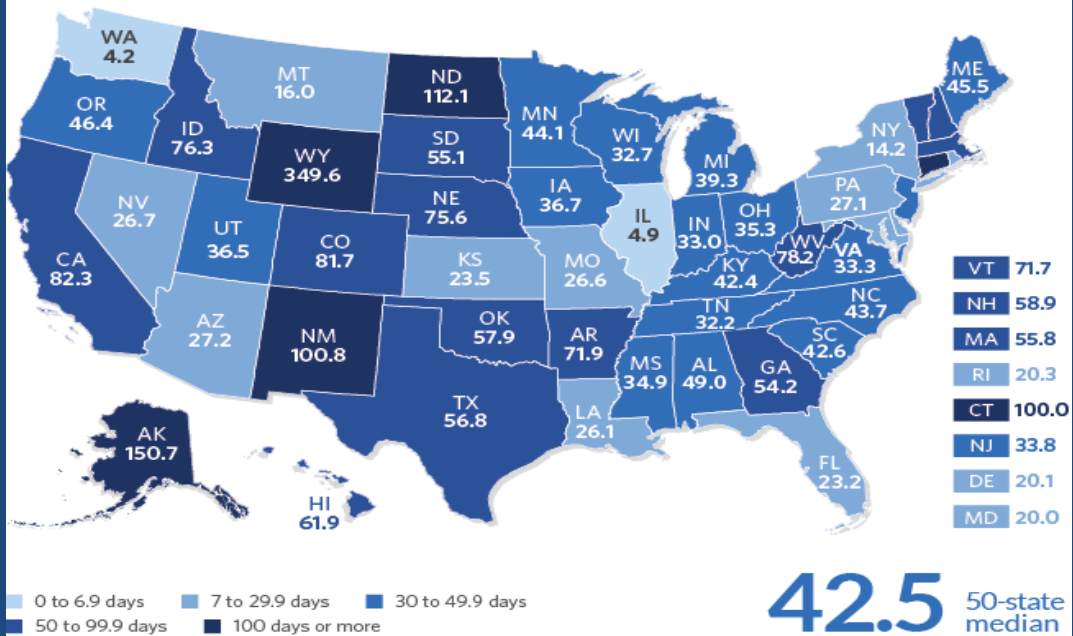 WA
4.2
MT
16.0
ND
112.1
ME
45.5
OR
46.4
ID
76.3
MN
44.1
SD
55.1
WI
32.7
NY
14.2
WY
349.6
MI
39.3
NE
75.6
IA
36.7
PA
27.1
NV
26.7
UT
36.5
IL
4.9
IN
33.0
OH
35.3
CA
82.3
CO
81.7
KS
23.5
MO
26.6
WV
78.2
VA
33.3
KY
42.4
NC
43.7
TN
32.2
AZ
27.2
NM
100.8
OK
57.9
AR
71.9
SC
42.6
MS
34.9
AL
49.0
GA
54.2
TX
56.8
LA
26.1
FL
23.2
AK
150.7
HI
61.9
VT 71.7
NH 58.9
MA 55.8
RI 20.3
CT 100.0
NJ 33.8
DE 20.1
MD 20.0
0 to 6.9 days 7 to 29.9 days 30 to 49.9 days
50 to 99.9 days 100 days or more
42.5 50-state
median